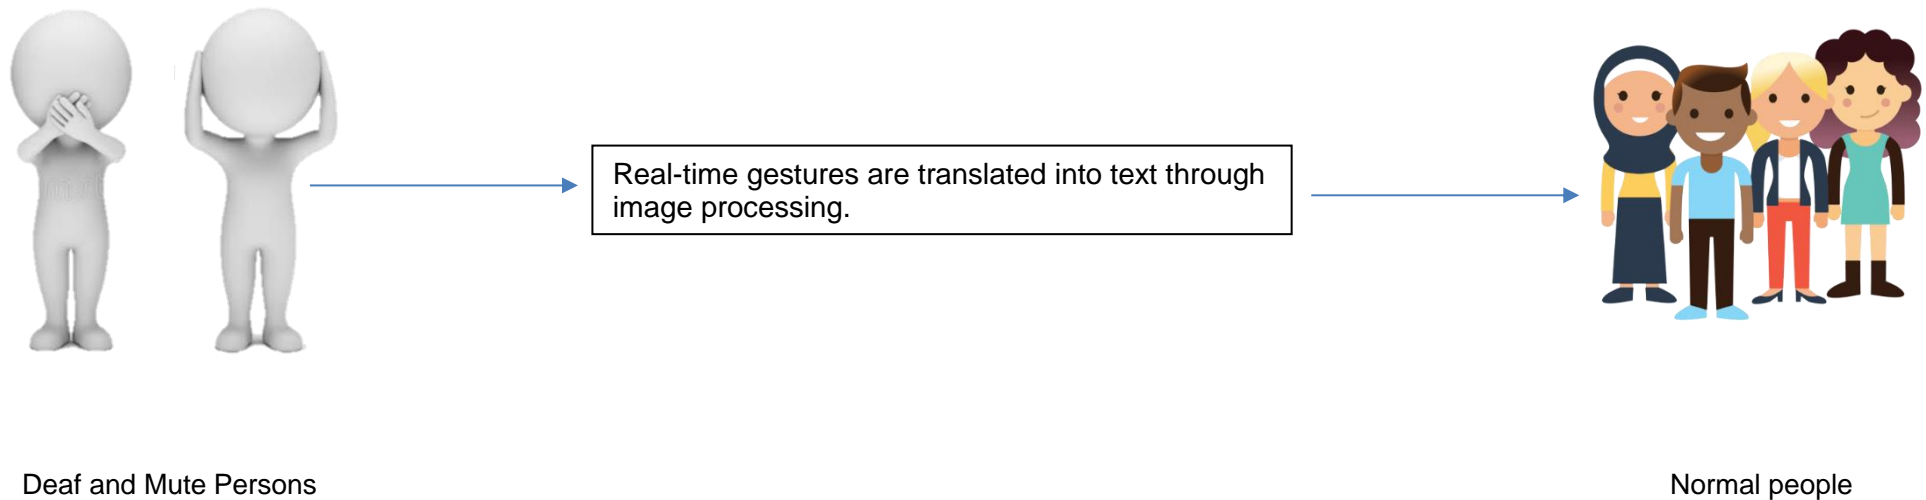 Real-time gestures are translated into text through
image processing.
Deaf and Mute Persons
Normal people